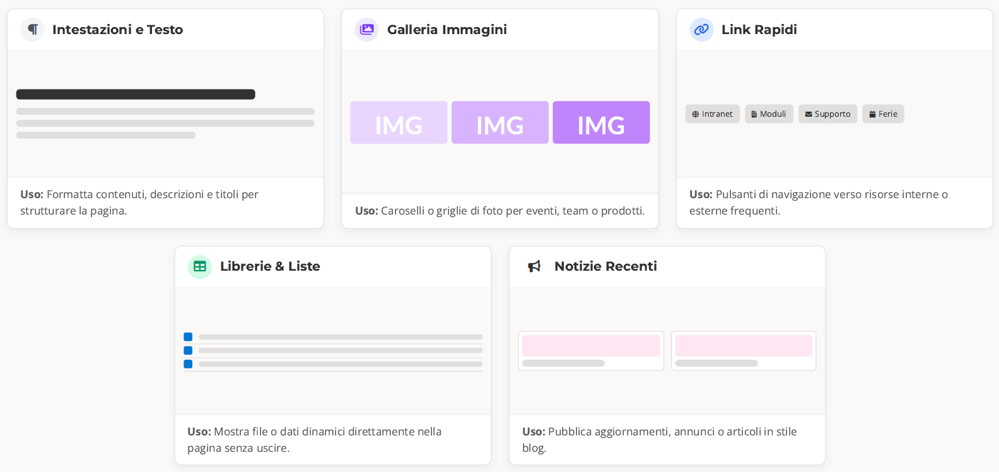 Intestazioni e Testo
Uso: Formatta contenuti, descrizioni e titoli per
strutturare la pagina.
Galleria Immagini
IMG IMG IMG
Uso: Caroselli o griglie di foto per eventi, team o prodotti.
Link Rapidi
Intranet Moduli Supporto Ferie
Uso: Pulsanti di navigazione verso risorse interne o
esterne frequenti.
Librerie & Liste
Uso: Mostra file o dati dinamici direttamente nella
pagina senza uscire.
Notizie Recenti
Uso: Pubblica aggiornamenti, annunci o articoli in stile
blog.